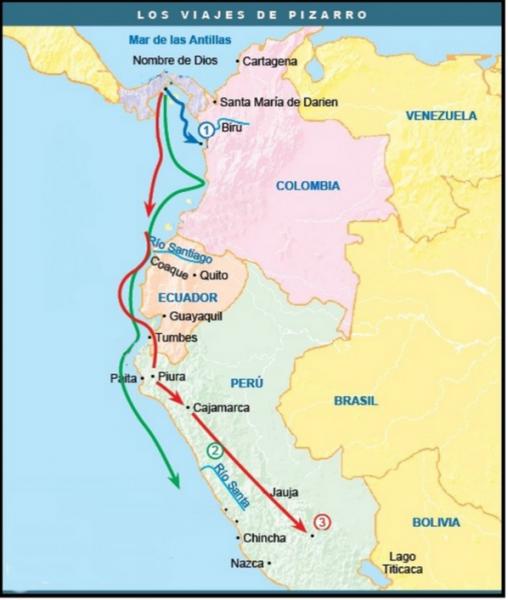 LOS VIAJES DE PIZARRO
Mar de las Antillas
Nombre de Dios
Cartagena
Santa María de Darien
VENEZUELA
1
Biru
COLOMBIA
Río Santiago
Coaque
Quito
ECUADOR
Guayaquil
Tumbes
Paita
Piura
PERÚ
Cajamarca
BRASIL
2
Río Santa
Jauja
3
BOLIVIA
Chincha
Lago
Titicaca
Nazca